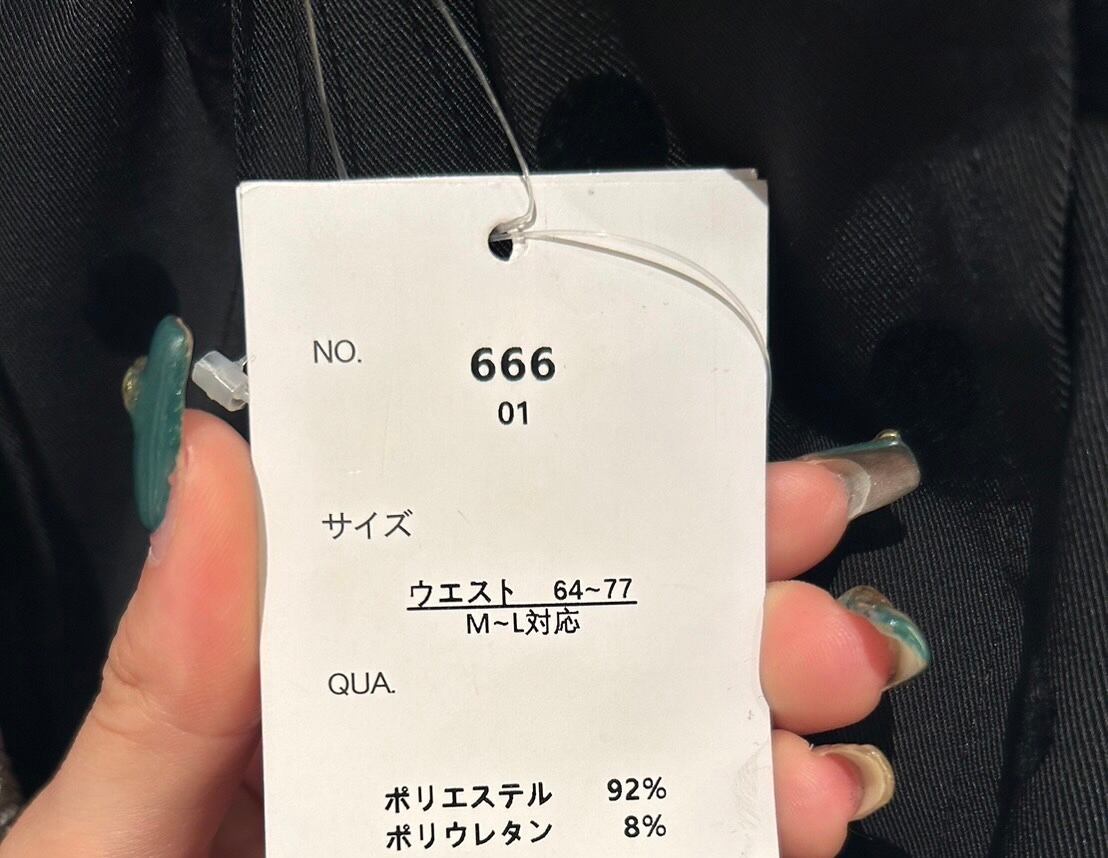 NO. 666
01
サイズ
ウエスト 64~77
M~L対応
QUA.
ポリエステル 92%
ポリウレタン 8%